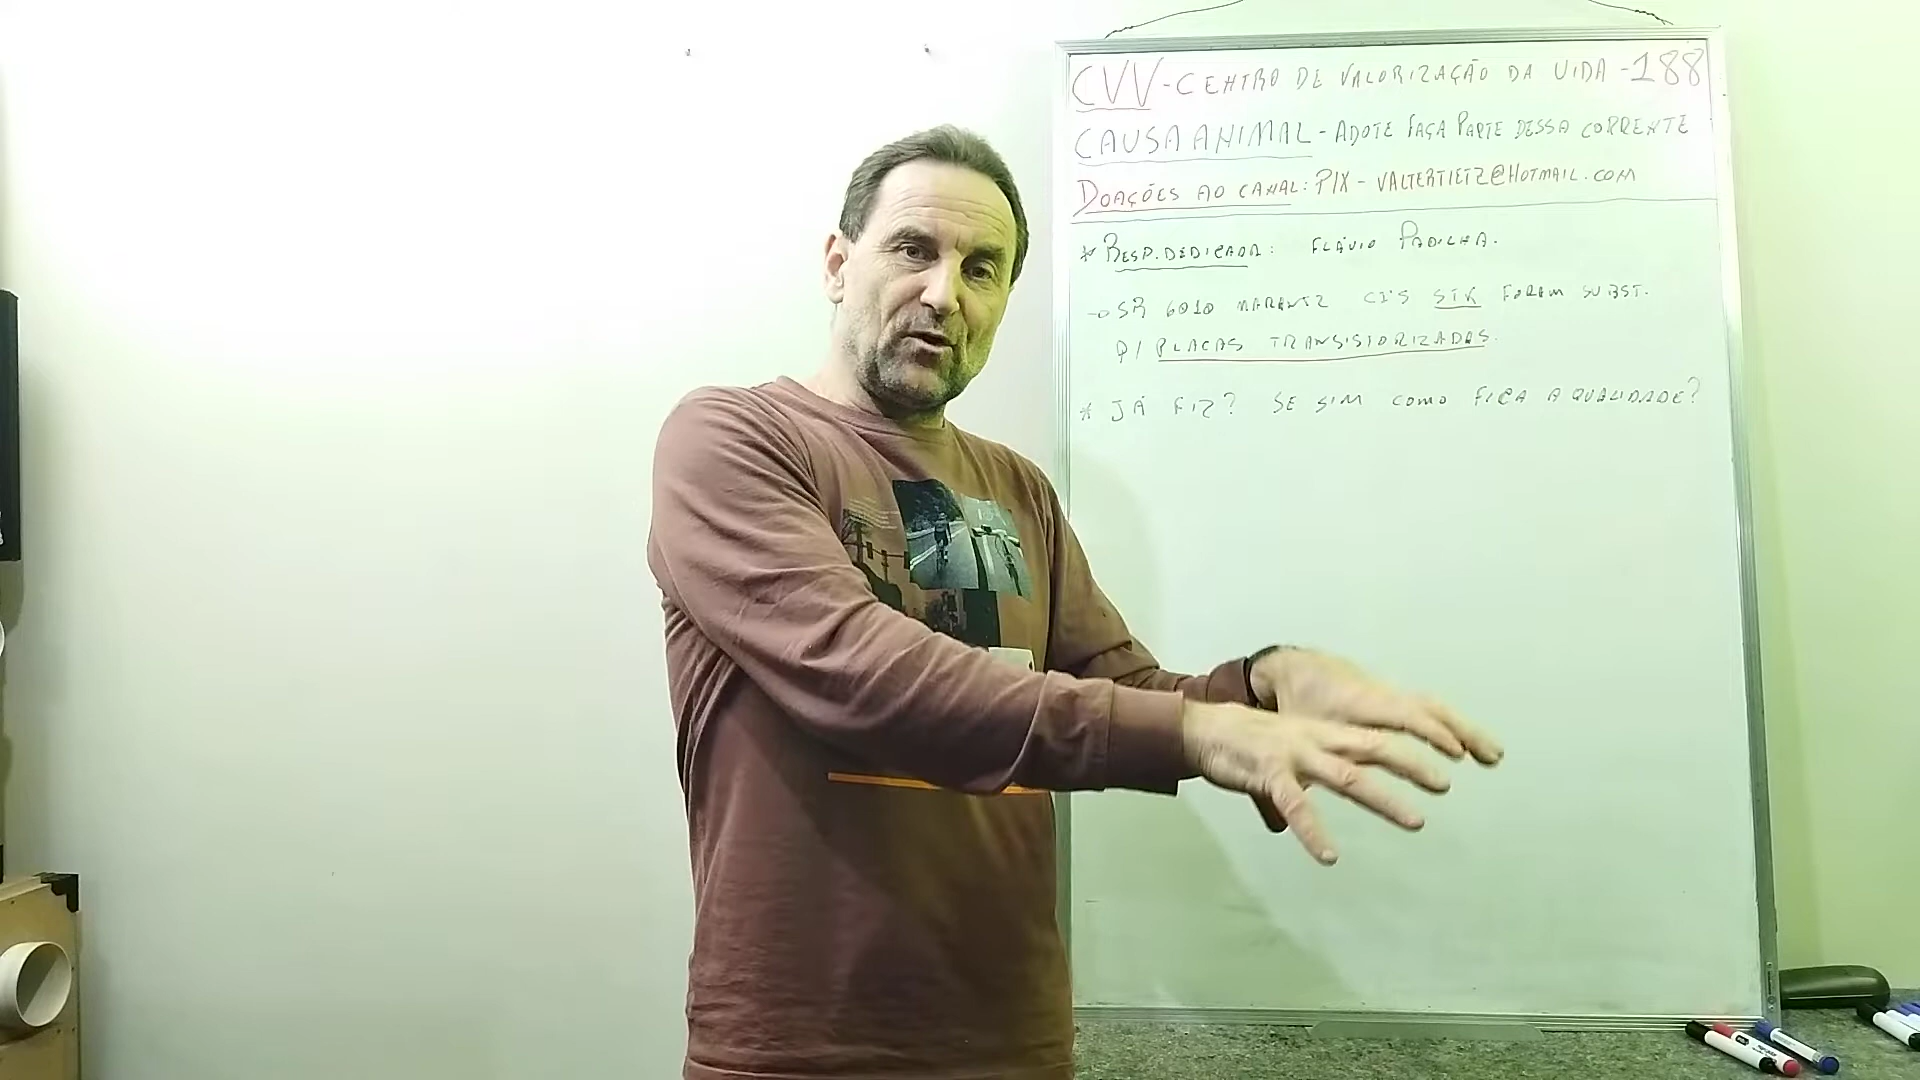 CVV - CENTRO DE VALORIZAÇÃO DA VIDA - 188
CAUSA ANIMAL - ADOTE FAÇA PARTE DESSA CORRENTE
DOAÇÕES AO CANAL: PIX - VALTERTIETZ@HOTMAIL.COM
* RESP. DEDICADA: FLÁVIO PADILHA.
→ SR 6010 MARANTZ CI'S STK FORAM SUBST.
P/ PLACAS TRANSISTORIZADAS.
* JÁ FIZ? SE SIM COMO FICA A QUALIDADE?